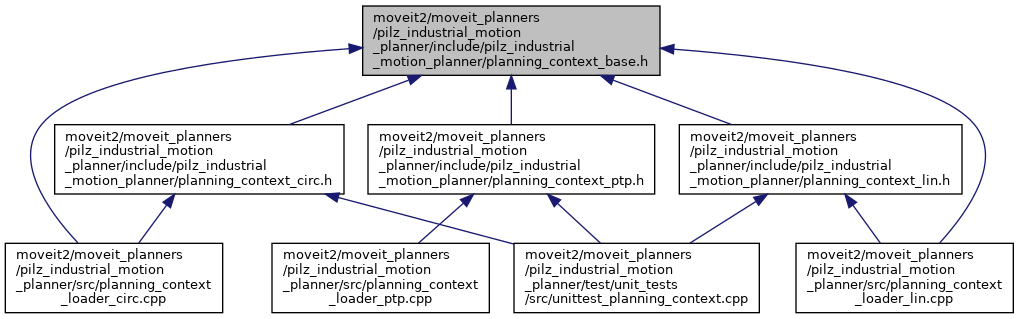 moveit2/moveit_planners
/pilz_industrial_motion
_planner/include/pilz_industrial
_motion_planner/planning_context_base.h
moveit2/moveit_planners
/pilz_industrial_motion
_planner/include/pilz_industrial
_motion_planner/planning_context_circ.h
moveit2/moveit_planners
/pilz_industrial_motion
_planner/include/pilz_industrial
_motion_planner/planning_context_ptp.h
moveit2/moveit_planners
/pilz_industrial_motion
_planner/include/pilz_industrial
_motion_planner/planning_context_lin.h
moveit2/moveit_planners
/pilz_industrial_motion
_planner/src/planning_context
_loader_circ.cpp
moveit2/moveit_planners
/pilz_industrial_motion
_planner/src/planning_context
_loader_ptp.cpp
moveit2/moveit_planners
/pilz_industrial_motion
_planner/test/unit_tests
/src/unittest_planning_context.cpp
moveit2/moveit_planners
/pilz_industrial_motion
_planner/src/planning_context
_loader_lin.cpp